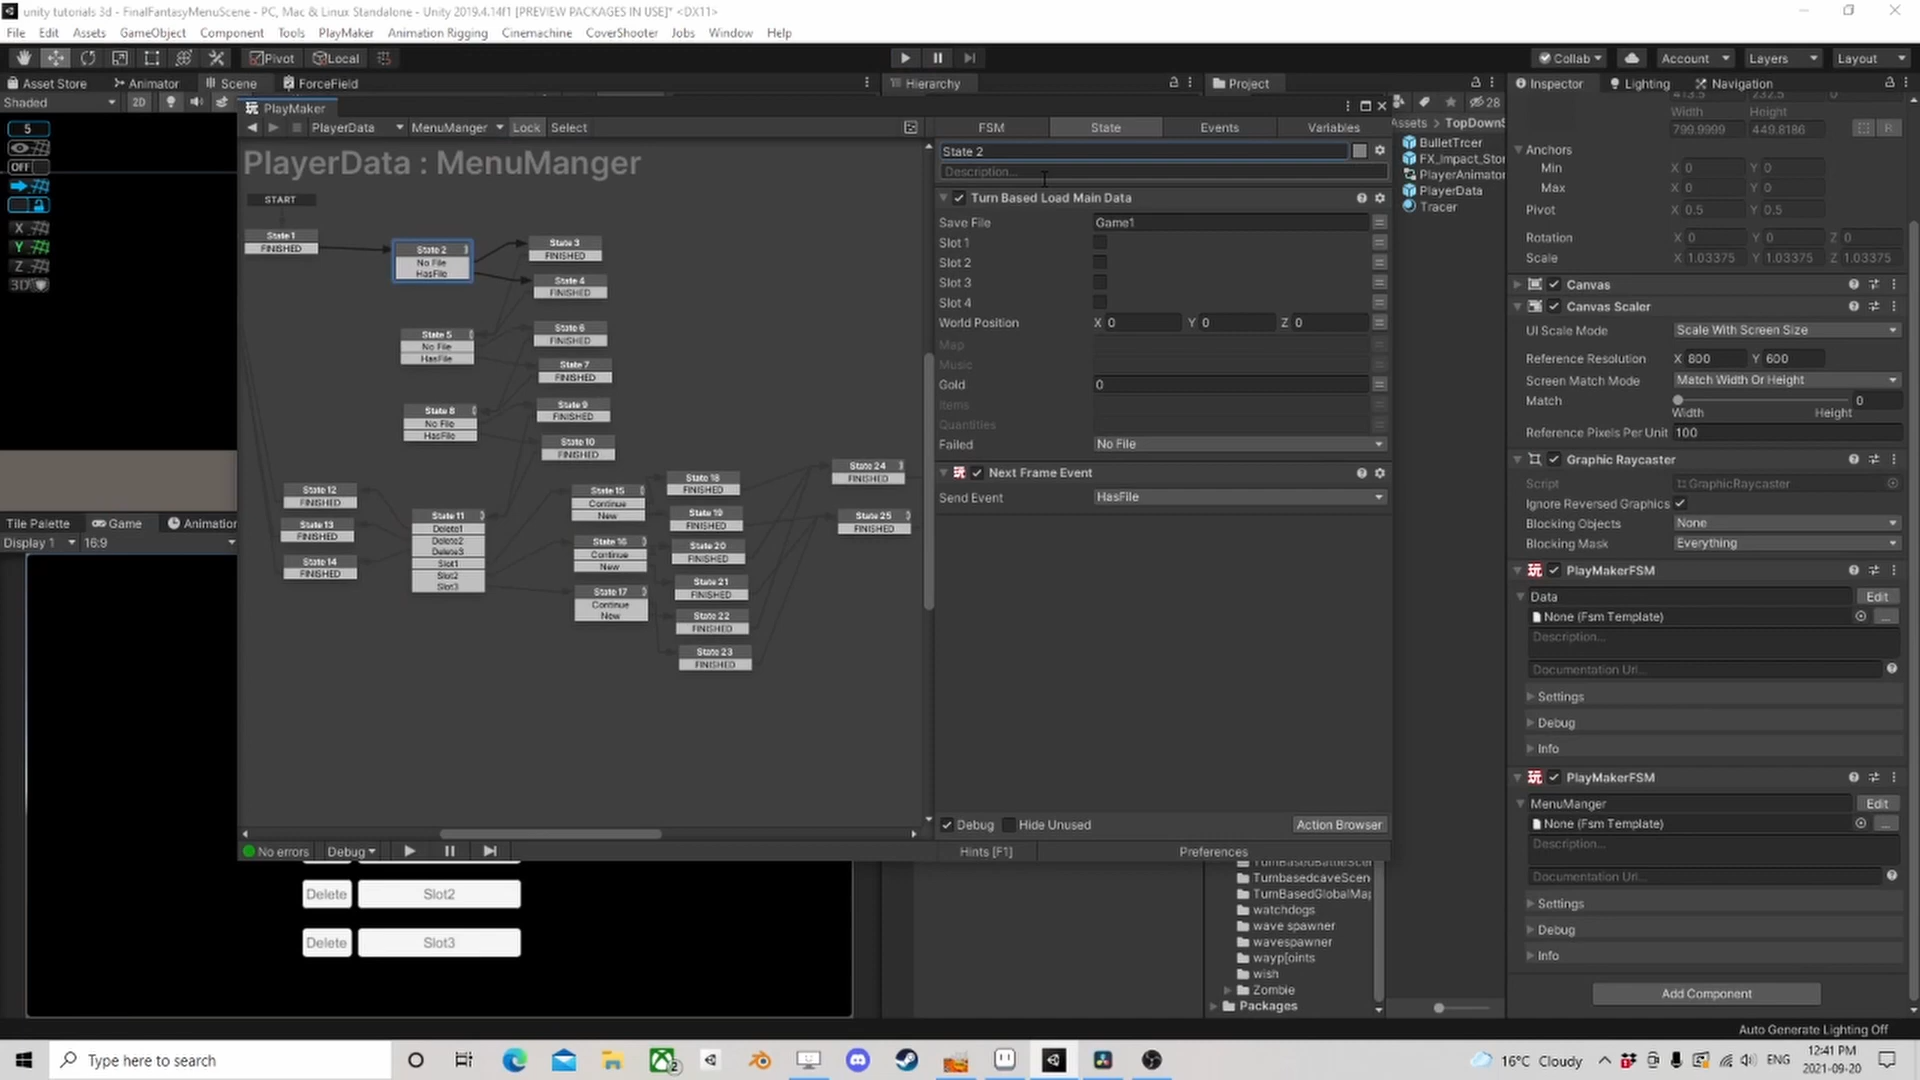 unity tutorials 3d - FinalFantasyMenuScene - PC, Mac & Linux Standalone - Unity 2019.4.14f1 [PREVIEW PACKAGES IN USE]* <DX11>
File Edit Assets GameObject Component Tools PlayMaker Animation Rigging Cinemachine CoverShooter Jobs Window Help
Pivot Local Collab Account Layers Layout
Asset Store Animator Scene ForceField Hierarchy Project Inspector Lighting Navigation
Shaded 2D 28
PlayMaker
PlayerData MenuManager Lock Select
FSM State Events Variables
PlayerData : MenuManger
5
OFF
X
Y
Z
3D
START
State 1
FINISHED
State 2
No File
HasFile
State 3
FINISHED
State 4
FINISHED
State 5
No File
HasFile
State 6
FINISHED
State 7
FINISHED
State 8
No File
HasFile
State 9
FINISHED
State 10
FINISHED
State 12
FINISHED
State 13
FINISHED
State 14
FINISHED
State 11
Delete1
Delete2
Delete3
Slot1
Slot2
Slot3
State 15
Continue
New
State 16
Continue
New
State 17
Continue
New
State 18
FINISHED
State 19
FINISHED
State 20
FINISHED
State 21
FINISHED
State 22
FINISHED
State 23
FINISHED
State 24
FINISHED
State 25
FINISHED
State 2
Description...
Turn Based Load Main Data
Save File Game1
Slot 1
Slot 2
Slot 3
Slot 4
World Position X 0 Y 0 Z 0
Map
Music
Gold 0
Items
Quantities
Failed No File
Next Frame Event
Send Event HasFile
Debug Hide Unused Action Browser
No errors Debug Hints [F1] Preferences
Tile Palette Game Animation
Display 1 16:9
Delete Slot2
Delete Slot3
Assets > TopDownS
BulletTrcer
FX_Impact_Sto
PlayerAnimator
PlayerData
Tracer
TurnbasedcaveScen
TurnBasedGlobalMa
watchdogs
wave spawner
wavespawner
wayp[oints
wish
Zombie
Packages
Width Height
799.9999 449.8186
R
Anchors
Min X 0 Y 0
Max X 0 Y 0
Pivot X 0.5 Y 0.5
Rotation X 0 Y 0 Z 0
Scale X 1.03375 Y 1.03375 Z 1.03375
Canvas
Canvas Scaler
UI Scale Mode Scale With Screen Size
Reference Resolution X 800 Y 600
Screen Match Mode Match Width Or Height
Match 0
Width Height
Reference Pixels Per Unit 100
Graphic Raycaster
Script GraphicRaycaster
Ignore Reversed Graphics
Blocking Objects None
Blocking Mask Everything
PlayMakerFSM
Data Edit
None (Fsm Template) ...
Description...
Documentation Url...
Settings
Debug
Info
PlayMakerFSM
MenuManger Edit
None (Fsm Template) ...
Description...
Documentation Url...
Settings
Debug
Info
Add Component
Auto Generate Lighting Off
Type here to search
2
16°C Cloudy ENG 12:41 PM
2021-09-20